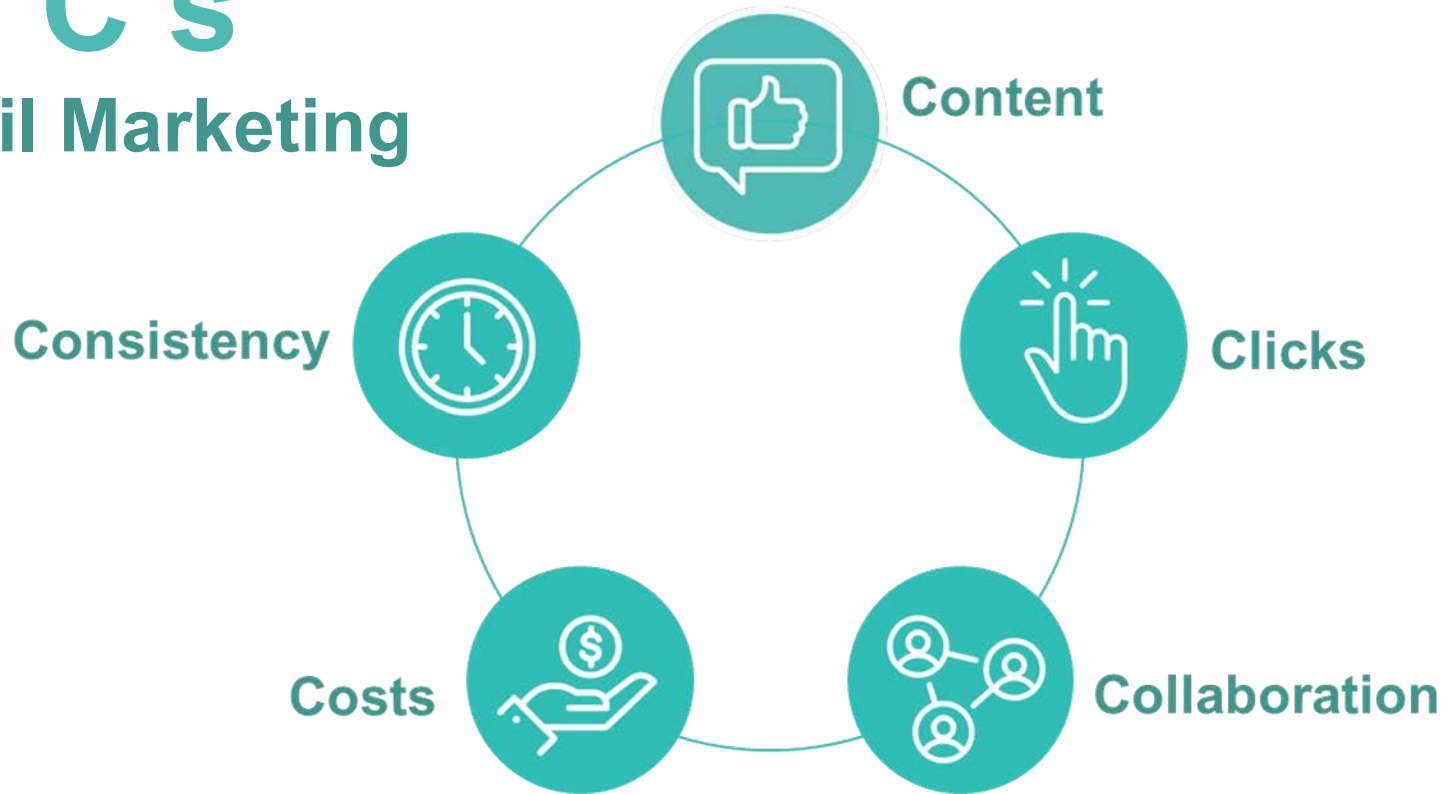 C's
il Marketing
Content
Consistency
Clicks
$
Costs
Collaboration